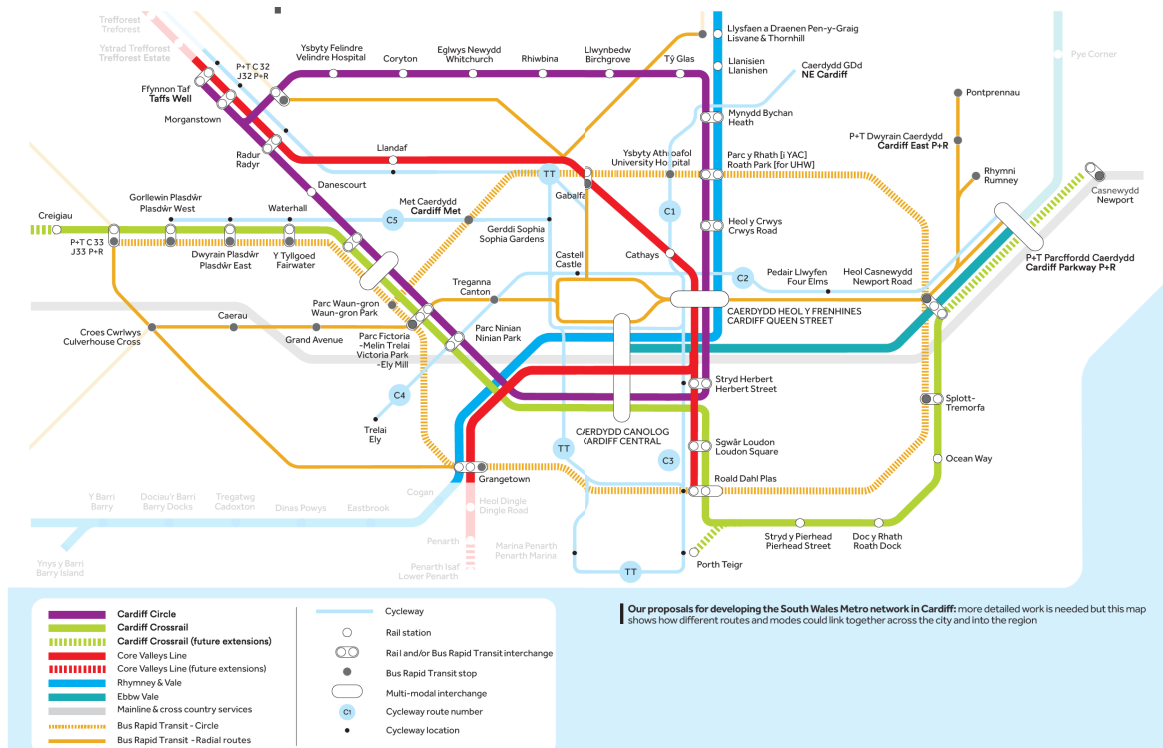 Trefforest
Treforest
Ystrad Trefforest
Trefforest Estate
P+T C 32
J32 P+R
Ffynnon Taf
Taffs Well
Morganstown
Radur
Radyr
Ysbyty Felindre
Velindre Hospital
Coryton
Eglwys Newydd
Whitchurch
Rhiwbina
Llwynbedw
Birchgrove
Tŷ Glas
Llysfaen a Draenen Pen-y-Graig
Lisvane & Thornhill
Llanisien
Llanishen
Caerdydd GDd
NE Cardiff
Mynydd Bychan
Heath
Pye Corner
Pontprennau
P+T Dwyrain Caerdydd
Cardiff East P+R
Rhymni
Rumney
Casnewydd
Newport
P+T Parcffordd Caerdydd
Cardiff Parkway P+R
Llandaf
Danescourt
TT
Gabalfa
University Hospital
Parc y Rhath [i YAC]
Roath Park [for UHW]
C1
Heol y Crwys
Crwys Road
Cathays
C2
Pedair Llwyfen
Four Elms
Heol Casnewydd
Newport Road
Creigiau
P+T C 33
J33 P+R
Gorllewin Plasdŵr
Plasdŵr West
Waterhall
C5
Met Caerdydd
Cardiff Met
Gerddi Sophia
Sophia Gardens
Dwyrain Plasdŵr
Plasdŵr East
Y Tyllgoed
Fairwater
Castell
Castle
Treganna
Canton
Parc Waun-gron
Waun-gron Park
CAERDYDD HEOL Y FRENHINES
CARDIFF QUEEN STREET
Croes Cwrlwys
Culverhouse Cross
Caerau
Grand Avenue
Parc Fictoria
-Melin Trelai
Victoria Park
-Ely Mill
Parc Ninian
Ninian Park
C4
Trelai
Ely
Stryd Herbert
Herbert Street
Splott-
Tremorfa
CÆRDYDD CANOLOG
CARDIFF CENTRAL
Sgwâr Loudon
Loudon Square
TT
C3
Ocean Way
Grangetown
Roald Dahl Plas
Cogan
Heol Dingle
Dingle Road
Y Barri
Barry
Dociau'r Barri
Barry Docks
Tregatwg
Cadoxton
Dinas Powys
Eastbrook
Ynys y Barri
Barry Island
Penarth
Penarth Isaf
Lower Penarth
Marina Penarth
Penarth Marina
TT
Porth Teigr
Stryd y Pierhead
Pierhead Street
Doc y Rhath
Roath Dock
Cardiff Circle
Cardiff Crossrail
Cardiff Crossrail (future extensions)
Core Valleys Line
Core Valleys Line (future extensions)
Rhymney & Vale
Ebbw Vale
Mainline & cross country services
Bus Rapid Transit - Circle
Bus Rapid Transit - Radial routes
Cycleway
Rail station
Rail and/or Bus Rapid Transit interchange
Bus Rapid Transit stop
Multi-modal interchange
C1
Cycleway route number
Cycleway location
Our proposals for developing the South Wales Metro network in Cardiff: more detailed work is needed but this map
shows how different routes and modes could link together across the city and into the region